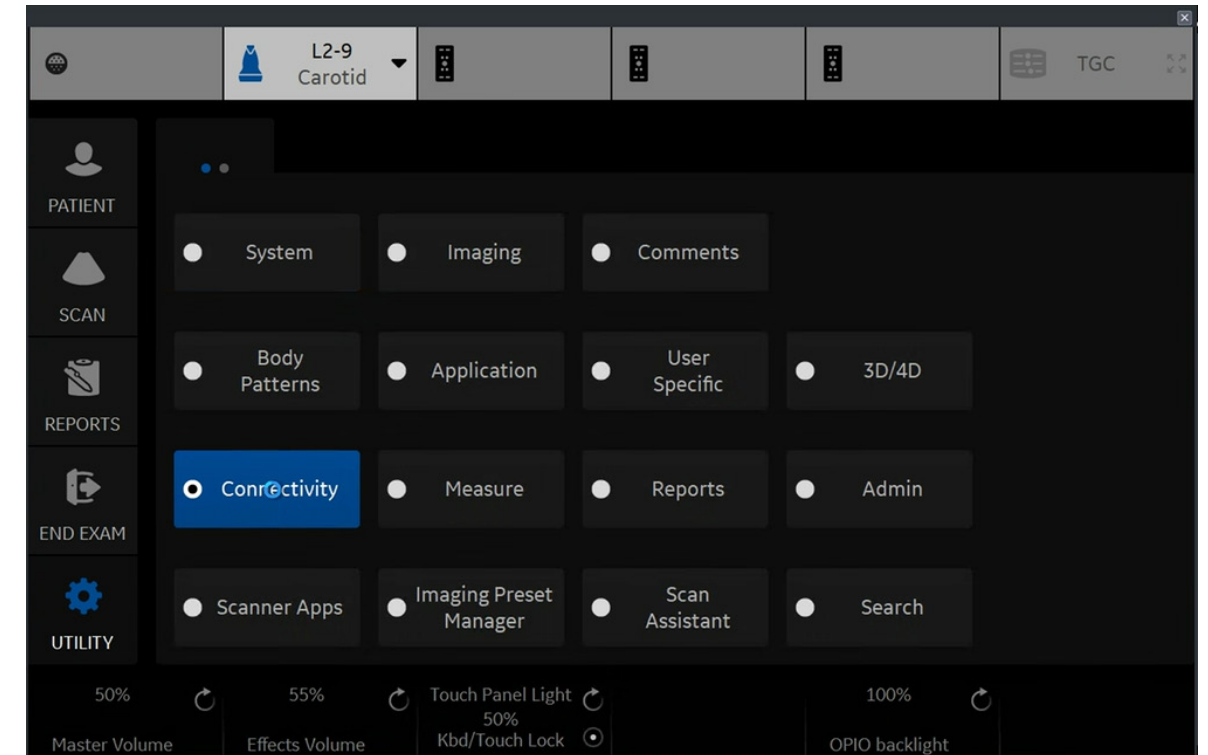 L2-9
Carotid
TGC
PATIENT
SCAN
REPORTS
END EXAM
UTILITY
System
Imaging
Comments
Body
Patterns
Application
User
Specific
3D/4D
Connectivity
Measure
Reports
Admin
Scanner Apps
Imaging Preset
Manager
Scan
Assistant
Search
50%
Master Volume
55%
Effects Volume
Touch Panel Light
50%
Kbd/Touch Lock
100%
OPIO backlight